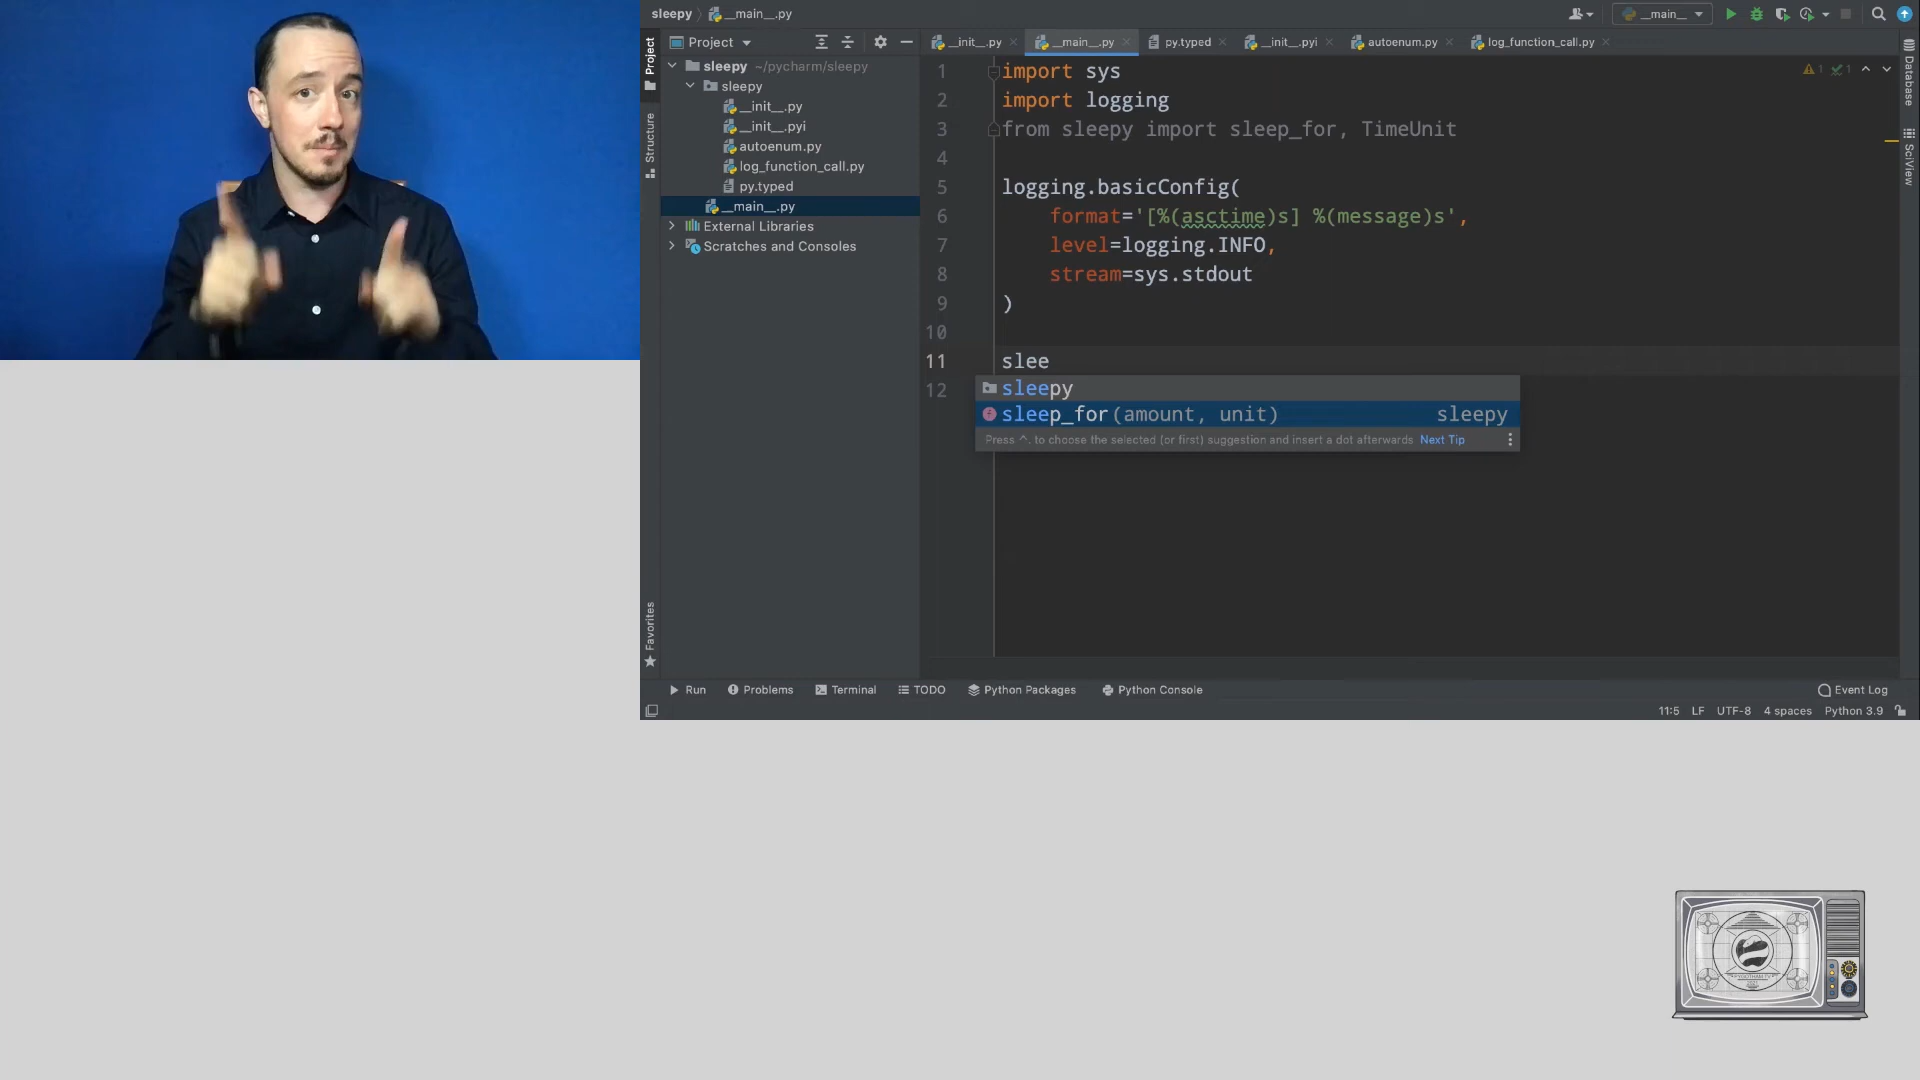 sleepy
__main__.py
__main__
Project
Project
Structure
Favorites
sleepy ~/pycharm/sleepy
sleepy
__init__.py
__init__.pyi
autoenum.py
log_function_call.py
py.typed
__main__.py
External Libraries
Scratches and Consoles
__init__.py
__main__.py
py.typed
__init__.pyi
autoenum.py
log_function_call.py
1 import sys
2 import logging
3 from sleepy import sleep_for, TimeUnit
4
5 logging.basicConfig(
6 format='[%(asctime)s] %(message)s',
7 level=logging.INFO,
8 stream=sys.stdout
9 )
10
11 slee
12
sleepy
sleep_for(amount, unit) sleepy
Press ^. to choose the selected (or first) suggestion and insert a dot afterwards Next Tip
1 1
Database
SciView
Run
Problems
Terminal
TODO
Python Packages
Python Console
Event Log
11:5 LF UTF-8 4 spaces Python 3.9